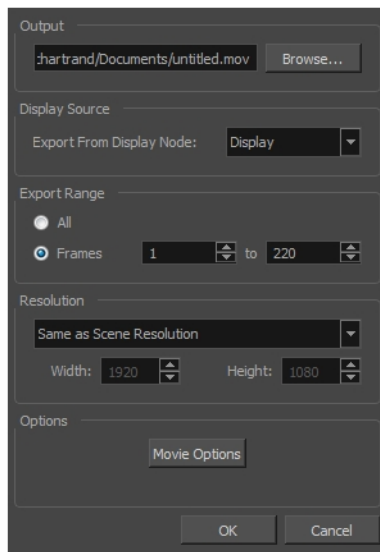 Output
:hartrand/Documents/untitled.mov Browse...
Display Source
Export From Display Node: Display
Export Range
All
Frames 1 to 220
Resolution
Same as Scene Resolution
Width: 1920 Height: 1080
Options
Movie Options
OK Cancel